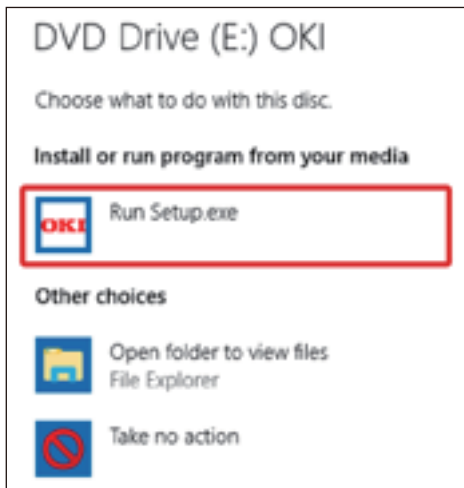 DVD Drive (E:) OKI
Choose what to do with this disc.
Install or run program from your media
OKI
Run Setup.exe
Other choices
Open folder to view files
File Explorer
Take no action